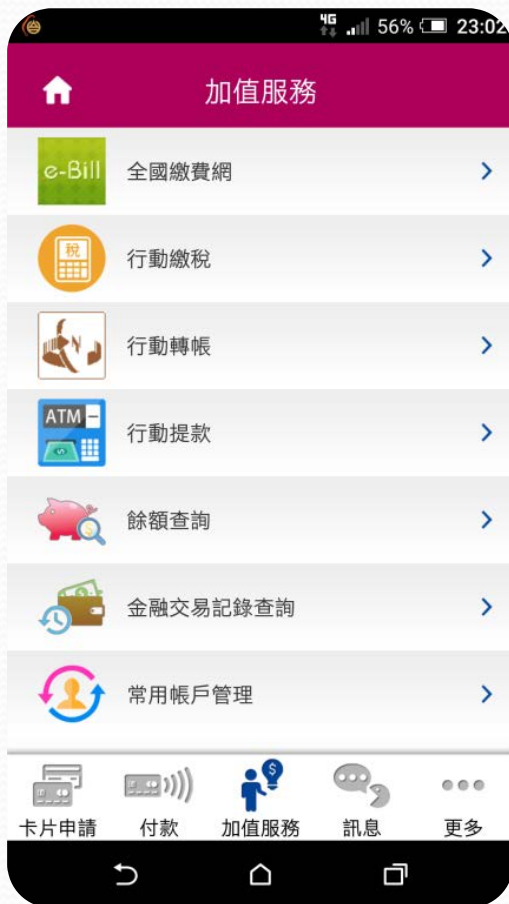 4G 56% 23:02
加值服務
e-Bill 全國繳費網
稅 行動繳稅
行動轉帳
ATM 行動提款
餘額查詢
金融交易記錄查詢
常用帳戶管理
卡片申請 付款 加值服務 訊息 更多